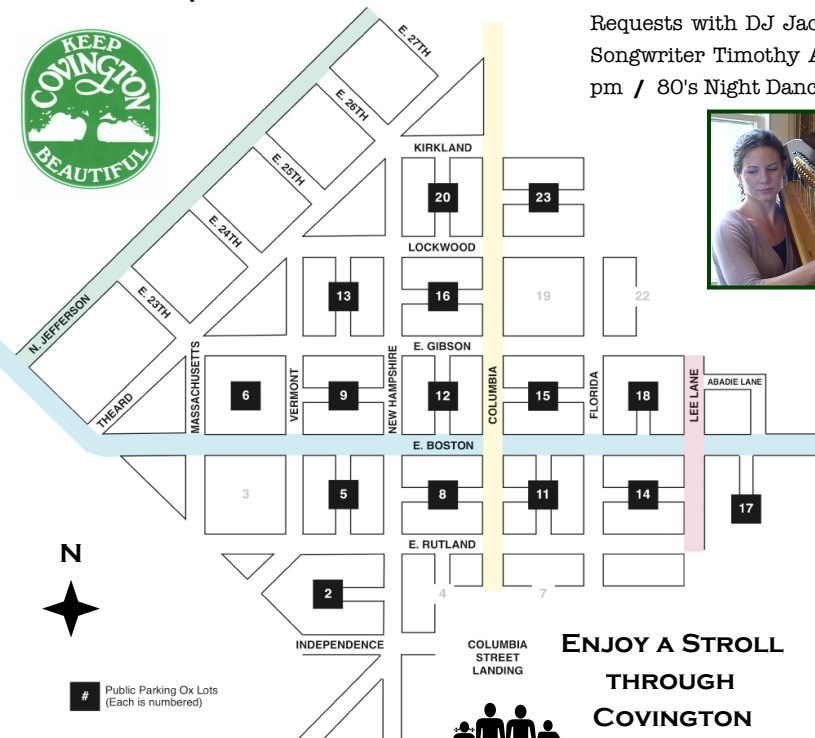 KEEP
COVINGTON
BEAUTIFUL
Requests with DJ
Songwriter Timothy
pm / 80's Night
E. 27TH
E. 26TH
E. 25TH
E. 24TH
E. 23TH
N. JEFFERSON
THEARD
KIRKLAND
20
23
LOCKWOOD
13
16
19
22
E. GIBSON
MASSACHUSETTS
6
VERMONT
9
NEW HAMPSHIRE
12
COLUMBIA
15
FLORIDA
18
LEE LANE
ABADIE LANE
E. BOSTON
3
5
8
11
14
17
E. RUTLAND
N
2
4
7
INDEPENDENCE
COLUMBIA
STREET
LANDING
# Public Parking Ox Lots
(Each is numbered)
ENJOY A STROLL
THROUGH
COVINGTON